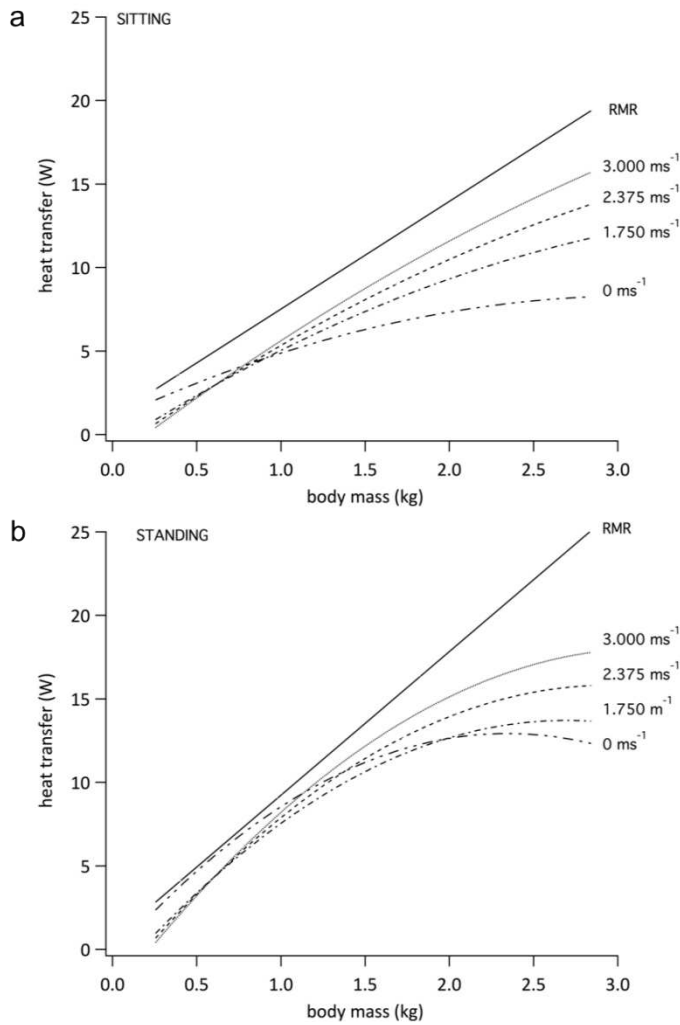 a
SITTING
25
20
15
10
5
0
heat transfer (W)
RMR
3.000 ms⁻¹
2.375 ms⁻¹
1.750 ms⁻¹
0 ms⁻¹
0.0 0.5 1.0 1.5 2.0 2.5 3.0
body mass (kg)
b
STANDING
25
20
15
10
5
0
heat transfer (W)
RMR
3.000 ms⁻¹
2.375 ms⁻¹
1.750 m⁻¹
0 ms⁻¹
0.0 0.5 1.0 1.5 2.0 2.5 3.0
body mass (kg)